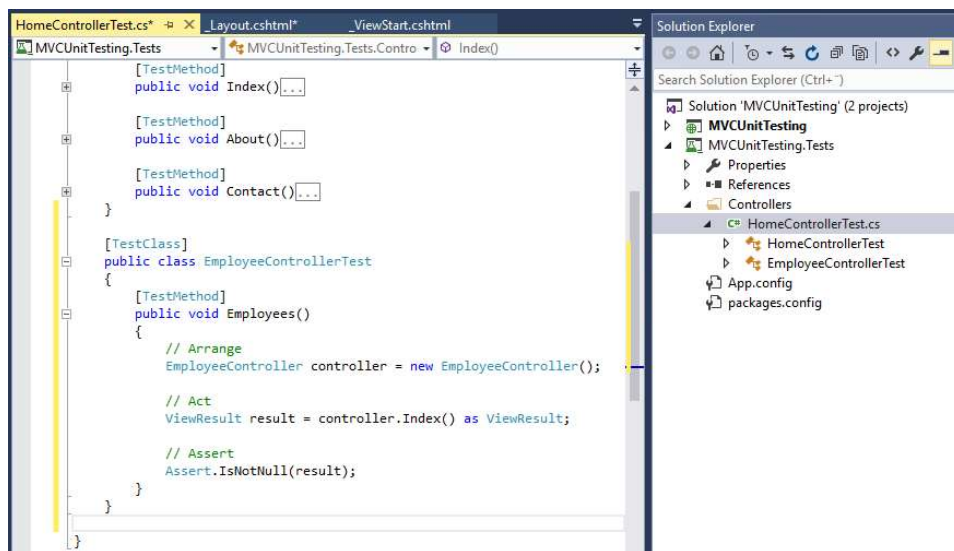 HomeControllerTest.cs* _Layout.cshtml* _ViewStart.cshtml
MVCUnitTesting.Tests MVCUnitTesting.Tests.Contro Index()
[TestMethod]
public void Index()...
[TestMethod]
public void About()...
[TestMethod]
public void Contact()...
}
[TestClass]
public class EmployeeControllerTest
{
[TestMethod]
public void Employees()
{
// Arrange
EmployeeController controller = new EmployeeController();
// Act
ViewResult result = controller.Index() as ViewResult;
// Assert
Assert.IsNotNull(result);
}
}
}
Solution Explorer
Search Solution Explorer (Ctrl+¨)
Solution 'MVCUnitTesting' (2 projects)
MVCUnitTesting
MVCUnitTesting.Tests
Properties
References
Controllers
C# HomeControllerTest.cs
HomeControllerTest
EmployeeControllerTest
App.config
packages.config